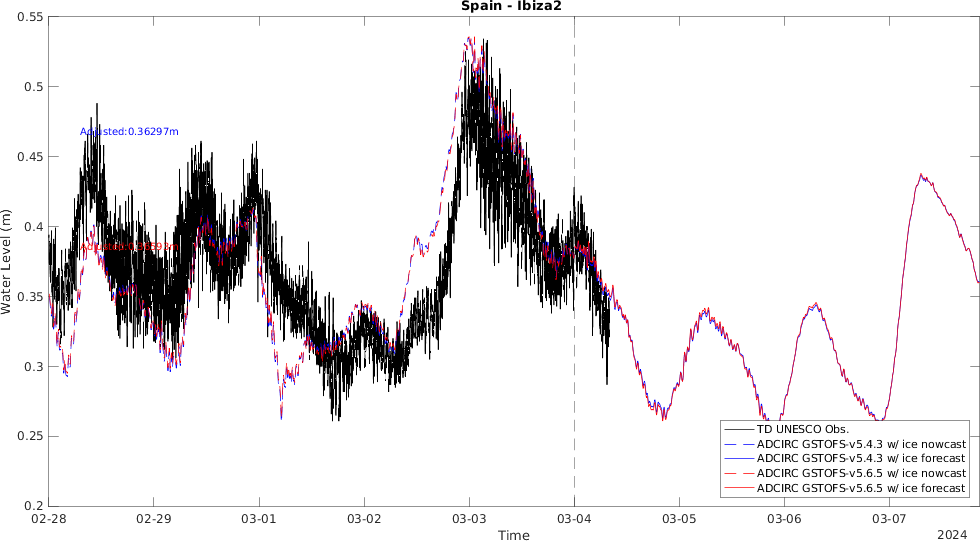 Spain - Ibiza2
0.55
0.5
0.45
0.4
0.35
0.3
0.25
0.2
Water Level (m)
Adjusted:0.36297m
02-28
02-29
03-01
03-02
03-03
03-04
03-05
03-06
03-07
Time
2024
TD UNESCO Obs.
ADCIRC GSTOFS-v5.4.3 w/ ice nowcast
ADCIRC GSTOFS-v5.4.3 w/ ice forecast
ADCIRC GSTOFS-v5.6.5 w/ ice nowcast
ADCIRC GSTOFS-v5.6.5 w/ ice forecast